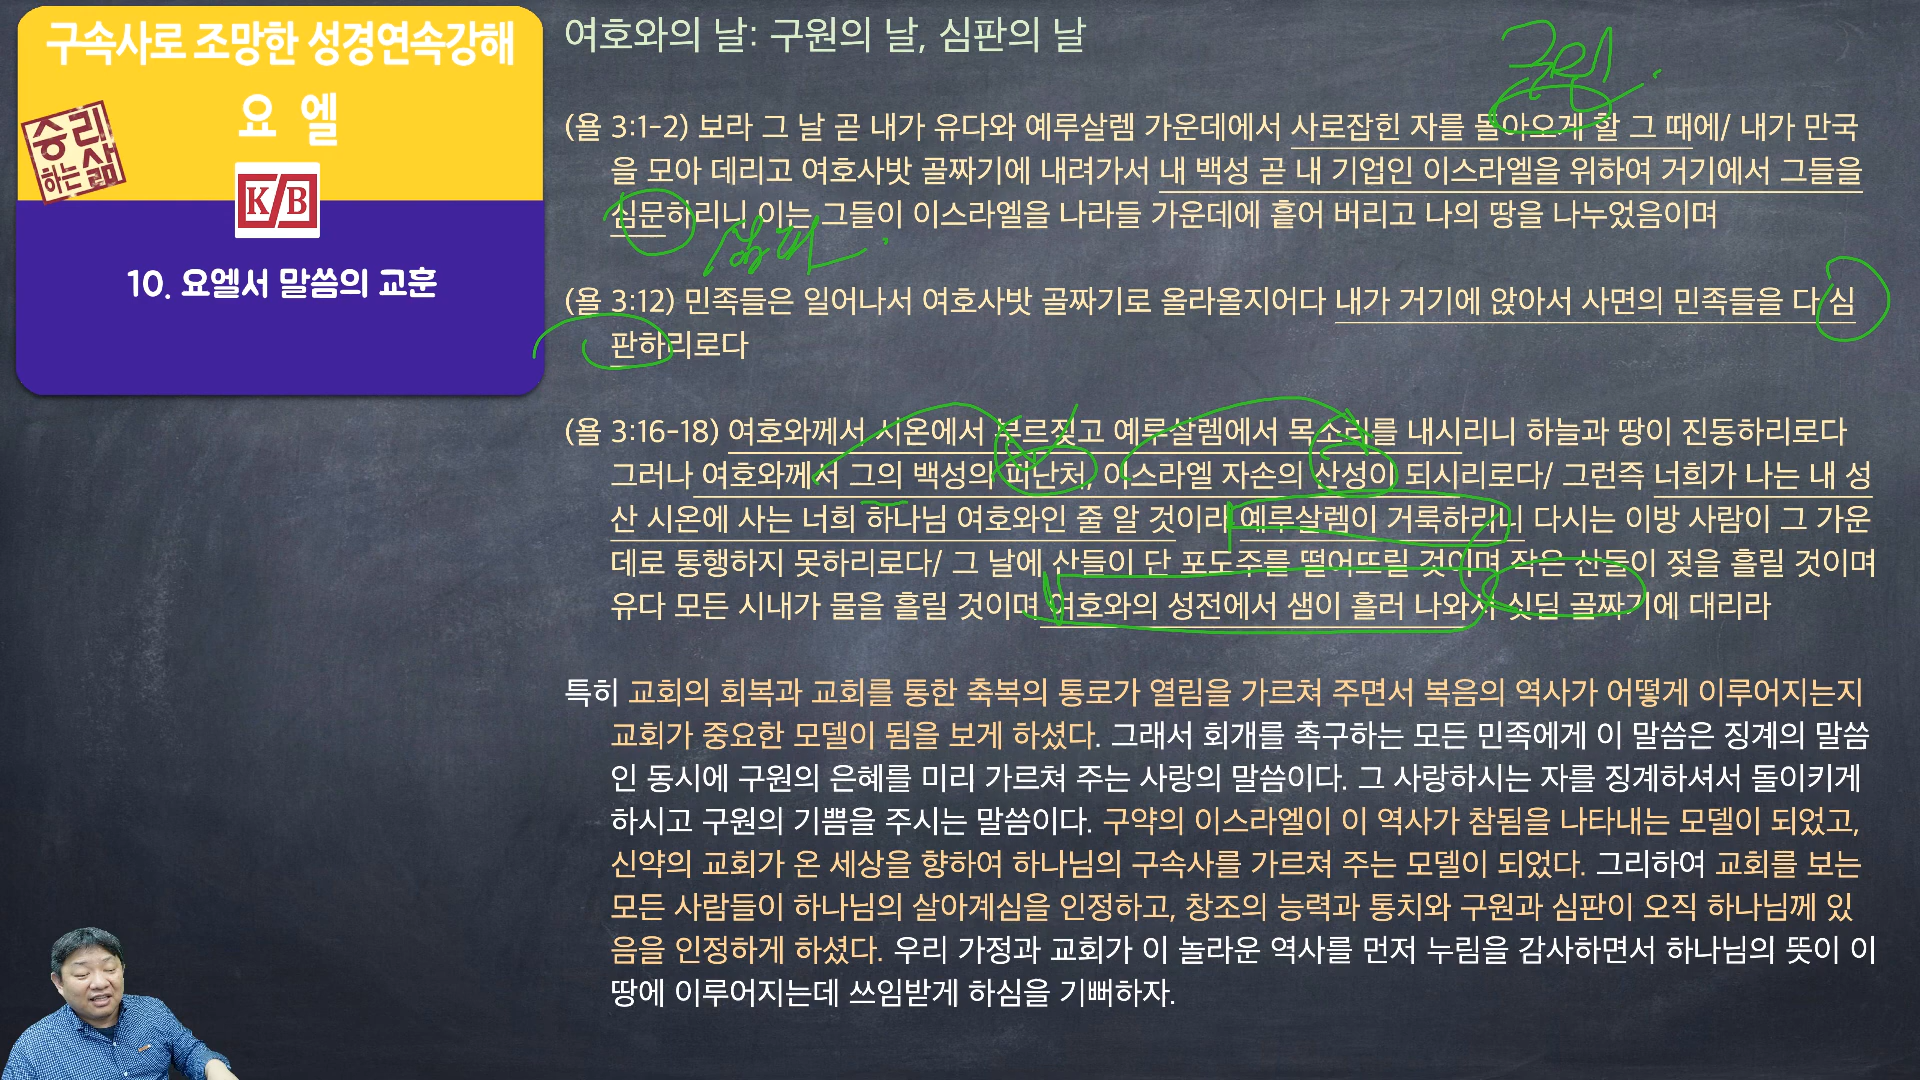 구속사로 조망한 성경연속강해
요 엘
승리
하는 삶
K/B
10. 요엘서 말씀의 교훈
여호와의 날: 구원의 날, 심판의 날
구원
(욜 3:1-2) 보라 그 날 곧 내가 유다와 예루살렘 가운데에서 사로잡힌 자를 돌아오게 할 그 때에/ 내가 만국
을 모아 데리고 여호사밧 골짜기에 내려가서 내 백성 곧 내 기업인 이스라엘을 위하여 거기에서 그들을
심문하리니 이는 그들이 이스라엘을 나라들 가운데에 흩어 버리고 나의 땅을 나누었음이며
심판
(욜 3:12) 민족들은 일어나서 여호사밧 골짜기로 올라올지어다 내가 거기에 앉아서 사면의 민족들을 다 심
판하리로다
(욜 3:16-18) 여호와께서 시온에서 부르짖고 예루살렘에서 목소리를 내시리니 하늘과 땅이 진동하리로다
그러나 여호와께서 그의 백성의 피난처, 이스라엘 자손의 산성이 되시리로다/ 그런즉 너희가 나는 내 성
산 시온에 사는 너희 하나님 여호와인 줄 알 것이라 예루살렘이 거룩하리니 다시는 이방 사람이 그 가운
데로 통행하지 못하리로다/ 그 날에 산들이 단 포도주를 떨어뜨릴 것이며 작은 산들이 젖을 흘릴 것이며
유다 모든 시내가 물을 흘릴 것이며 여호와의 성전에서 샘이 흘러 나와서 싯딤 골짜기에 대리라
특히 교회의 회복과 교회를 통한 축복의 통로가 열림을 가르쳐 주면서 복음의 역사가 어떻게 이루어지는지
교회가 중요한 모델이 됨을 보게 하셨다. 그래서 회개를 촉구하는 모든 민족에게 이 말씀은 징계의 말씀
인 동시에 구원의 은혜를 미리 가르쳐 주는 사랑의 말씀이다. 그 사랑하시는 자를 징계하셔서 돌이키게
하시고 구원의 기쁨을 주시는 말씀이다. 구약의 이스라엘이 이 역사가 참됨을 나타내는 모델이 되었고,
신약의 교회가 온 세상을 향하여 하나님의 구속사를 가르쳐 주는 모델이 되었다. 그리하여 교회를 보는
모든 사람들이 하나님의 살아계심을 인정하고, 창조의 능력과 통치와 구원과 심판이 오직 하나님께 있
음을 인정하게 하셨다. 우리 가정과 교회가 이 놀라운 역사를 먼저 누림을 감사하면서 하나님의 뜻이 이
땅에 이루어지는데 쓰임받게 하심을 기뻐하자.